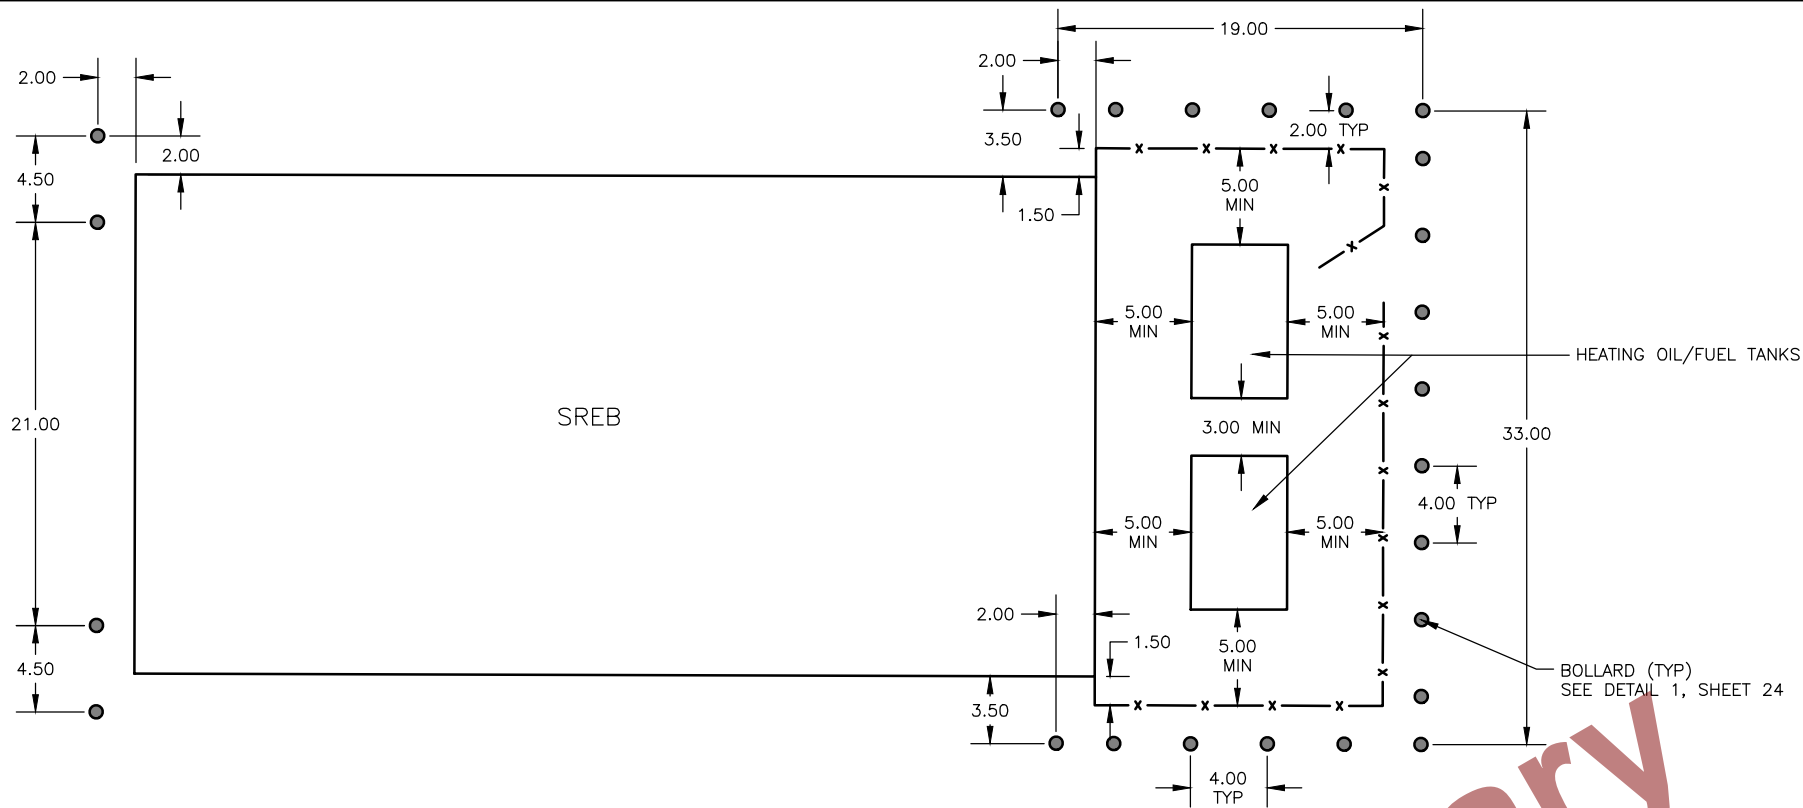 19.00
2.00
2.00
3.50
2.00 TYP
2.00
4.50
5.00
MIN
1.50
5.00
MIN
5.00
MIN
HEATING OIL/FUEL TANKS
SREB
21.00
3.00 MIN
33.00
4.00 TYP
5.00
MIN
5.00
MIN
2.00
1.50
5.00
MIN
4.50
BOLLARD (TYP)
SEE DETAIL 1, SHEET 24
3.50
4.00
TYP
ary